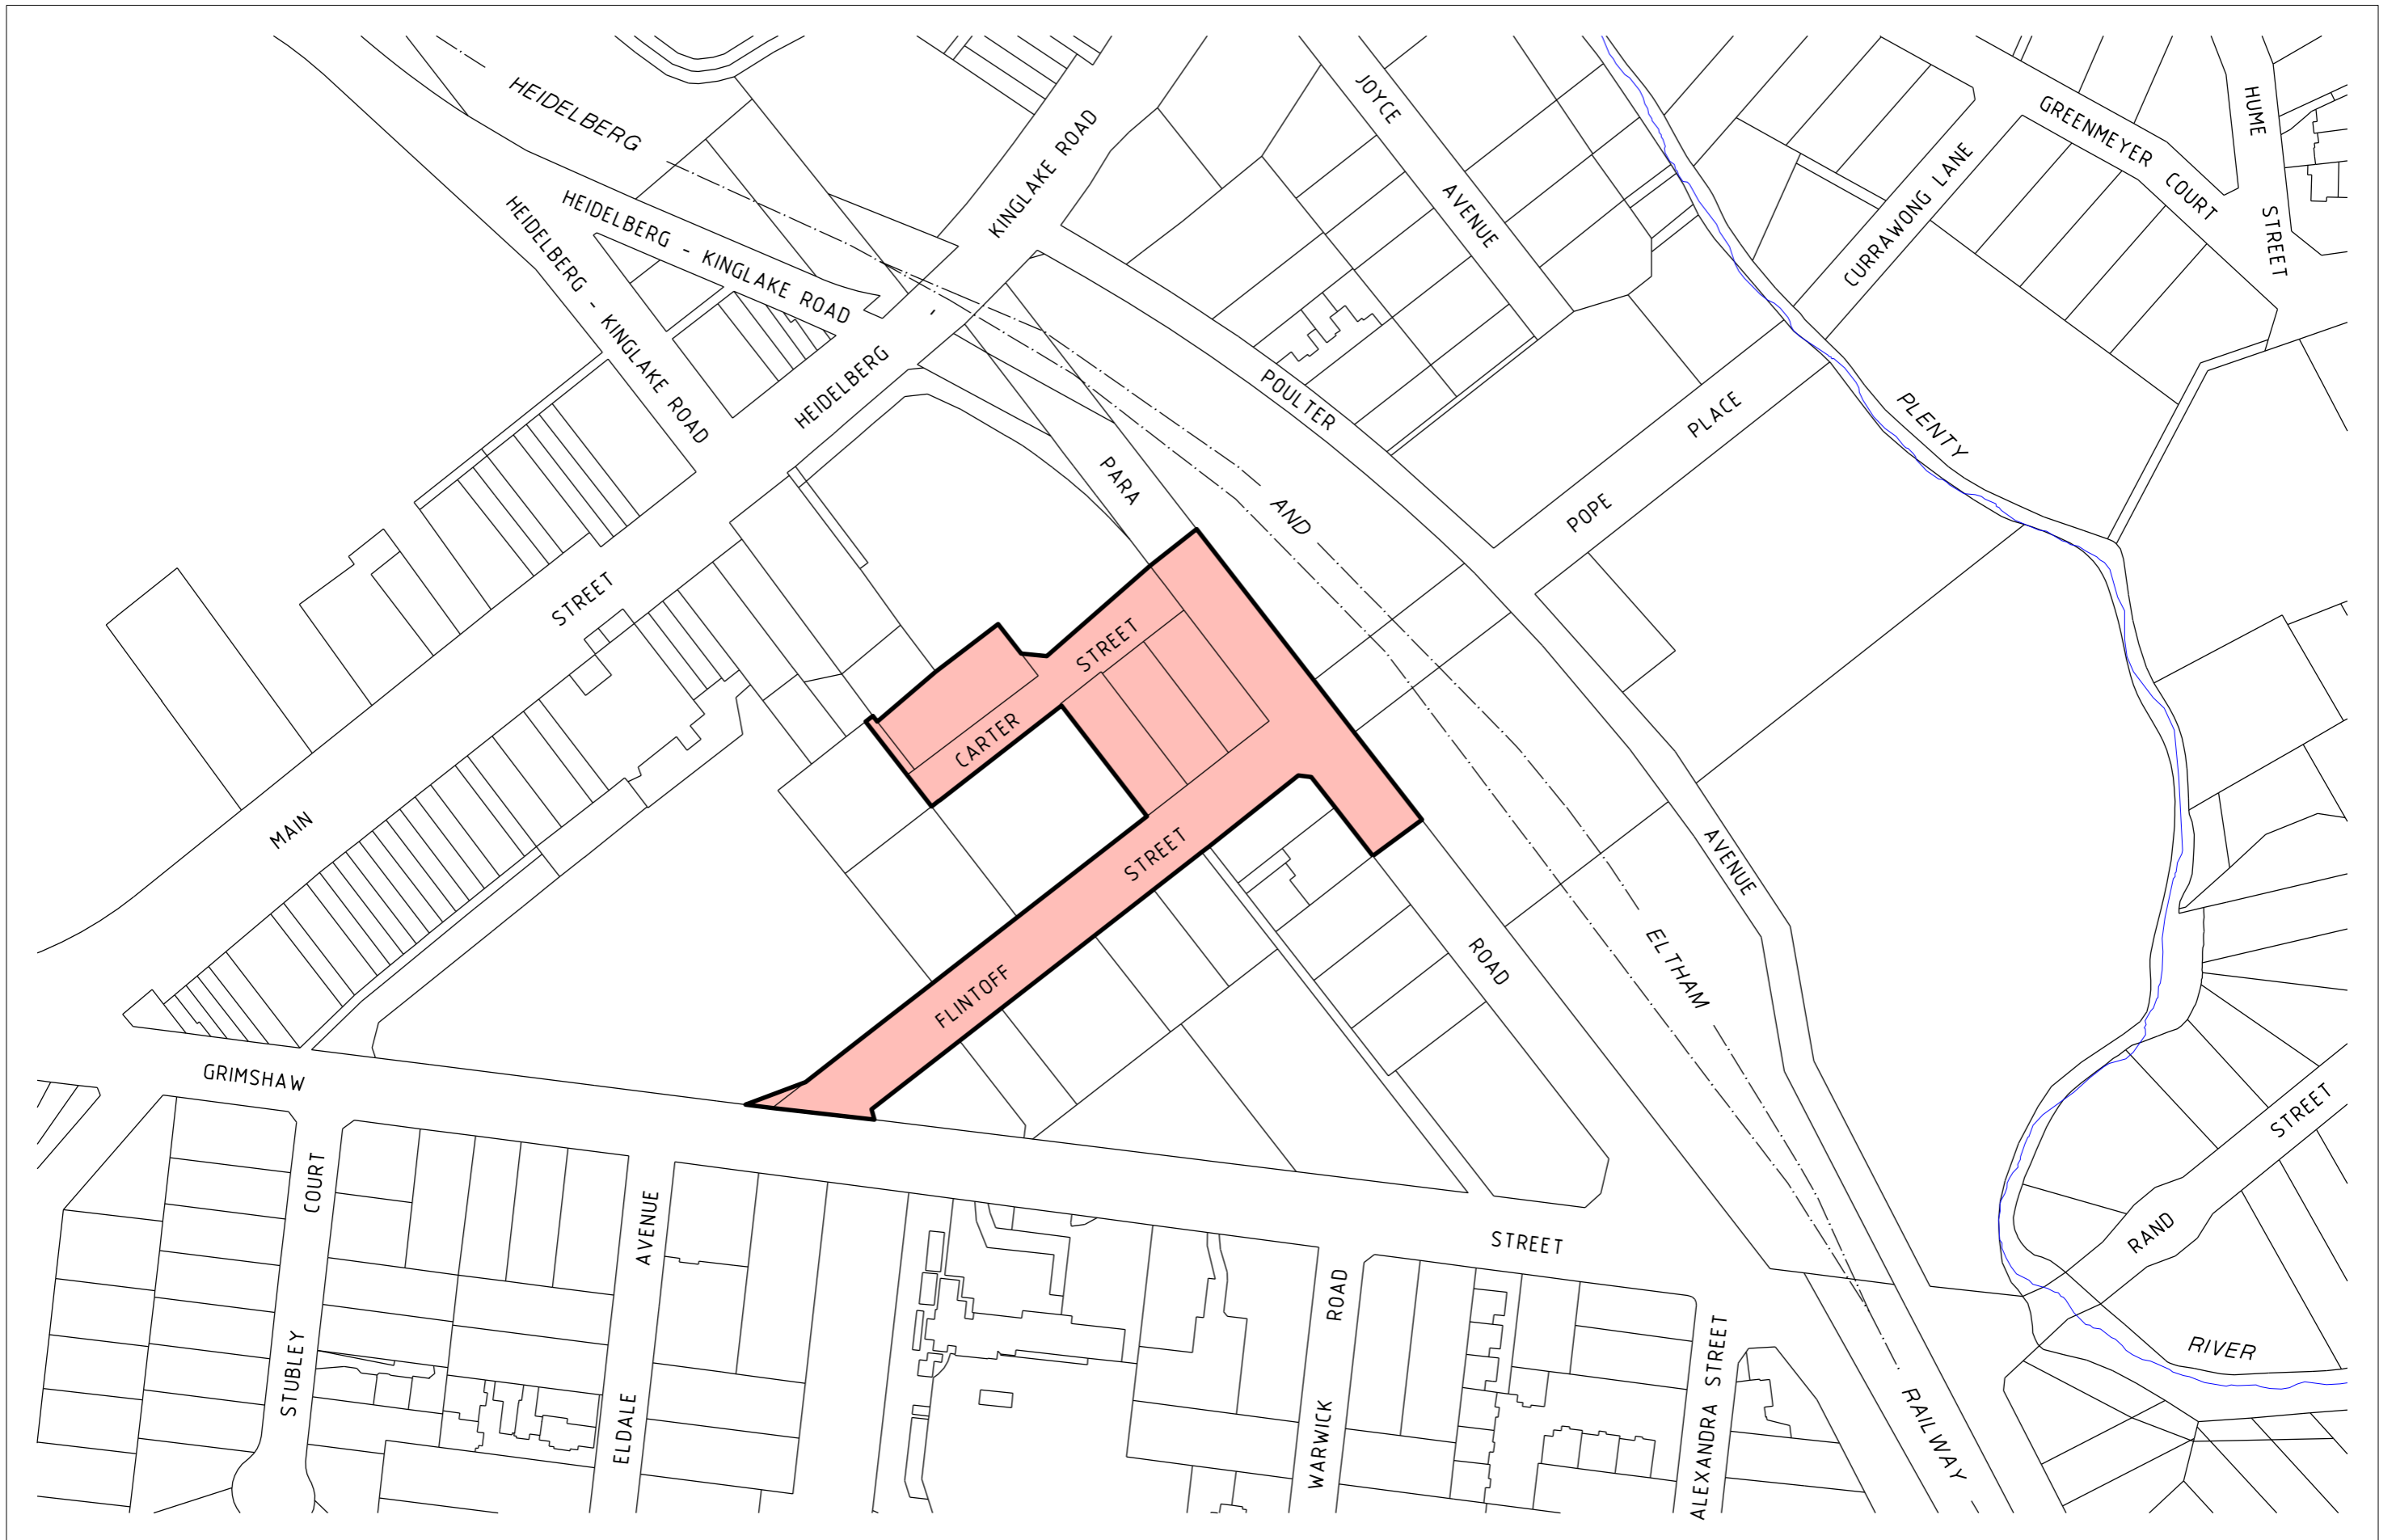 HEIDELBERG
JOYCE
AVENUE
KINGLAKE ROAD
HEIDELBERG - KINGLAKE ROAD
HEIDELBERG - KINGLAKE ROAD
HEIDELBERG
-
GREENMEYER COURT
HUME
STREET
CURRAWONG LANE
POULTER
PLACE
POPE
PLENTY
PARA
AND
STREET
STREET
CARTER
MAIN
STREET
FLINTOFF
AVENUE
ROAD
ELTHAM
GRIMSHAW
STREET
STREET
RAND
COURT
STUBLEY
AVENUE
ELDALE
ROAD
WARWICK
ALEXANDRA STREET
RIVER
RAILWAY